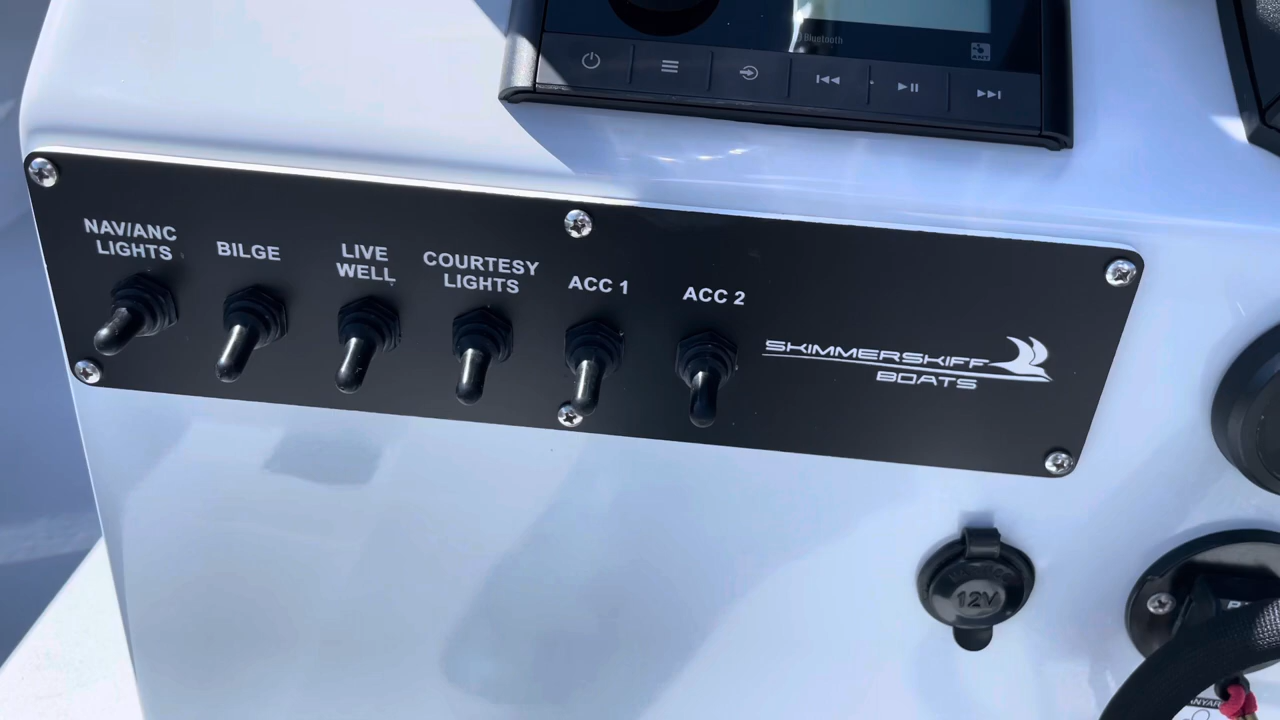 Bluetooth
NAV/ANC
LIGHTS
BILGE
LIVE
WELL
COURTESY
LIGHTS
ACC 1
ACC 2
SKIMMERSKIFF
BOATS
12V